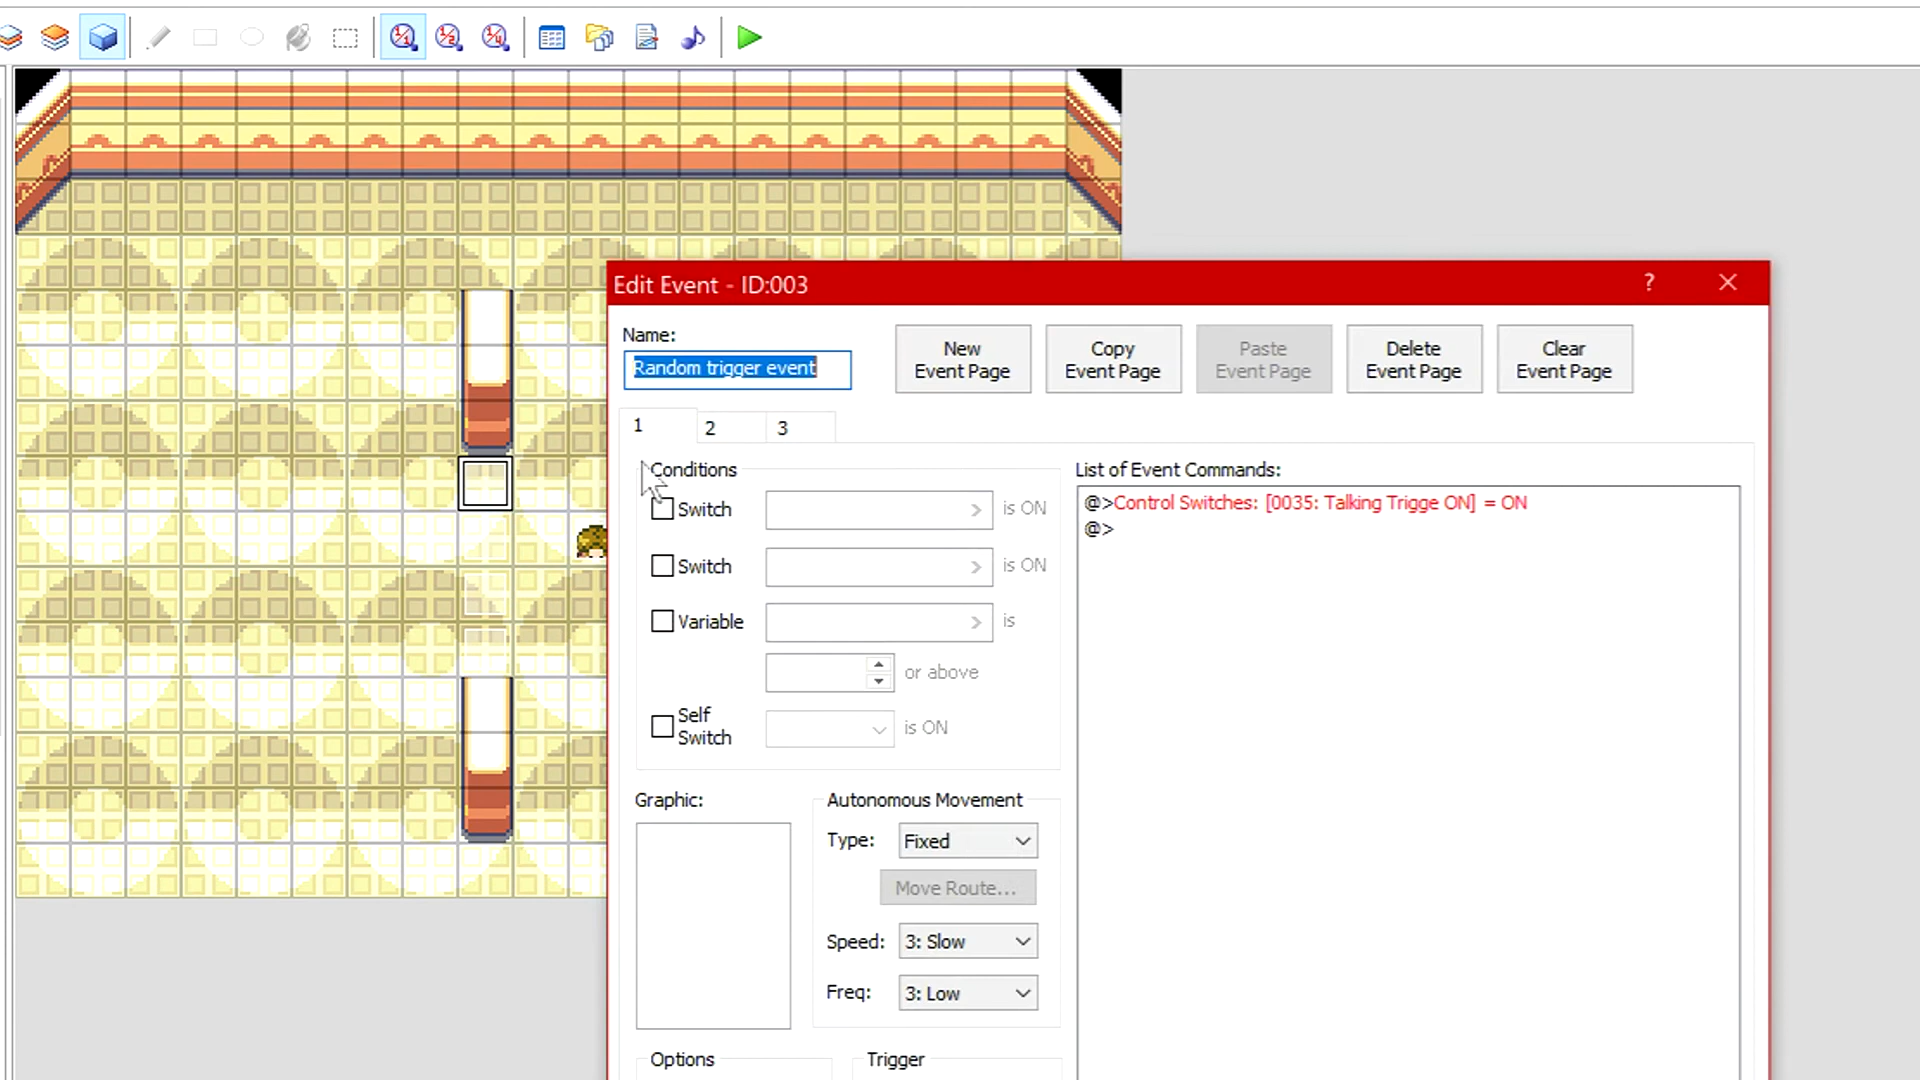 Edit Event - ID:003
?
Name:
Random trigger event
New Event Page
Copy Event Page
Paste Event Page
Delete Event Page
Clear Event Page
1 2 3
Conditions
Switch is ON
Switch is ON
Variable is
or above
Self Switch is ON
List of Event Commands:
@>Control Switches: [0035: Talking Trigge ON] = ON
@>
Graphic:
Autonomous Movement
Type: Fixed
Move Route...
Speed: 3: Slow
Freq: 3: Low
Options
Trigger